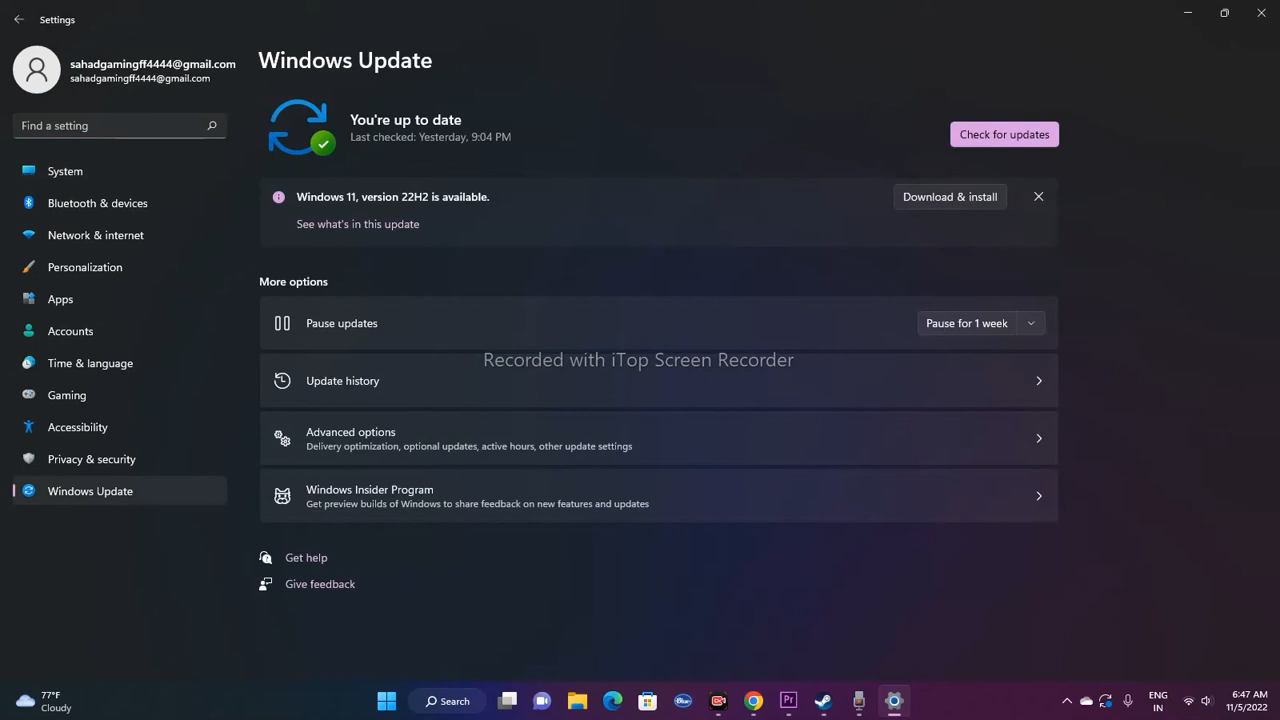 Settings
sahadgamingff4444@gmail.com
sahadgamingff4444@gmail.com
Find a setting
System
Bluetooth & devices
Network & internet
Personalization
Apps
Accounts
Time & language
Gaming
Accessibility
Privacy & security
Windows Update
Windows Update
You're up to date
Last checked: Yesterday, 9:04 PM
Check for updates
Windows 11, version 22H2 is available.
Download & install
See what's in this update
More options
Pause updates
Pause for 1 week
Recorded with iTop Screen Recorder
Update history
Advanced options
Delivery optimization, optional updates, active hours, other update settings
Windows Insider Program
Get preview builds of Windows to share feedback on new features and updates
Get help
Give feedback
77°F
Cloudy
Search
Pr
ENG
IN
6:47 AM
11/5/2022